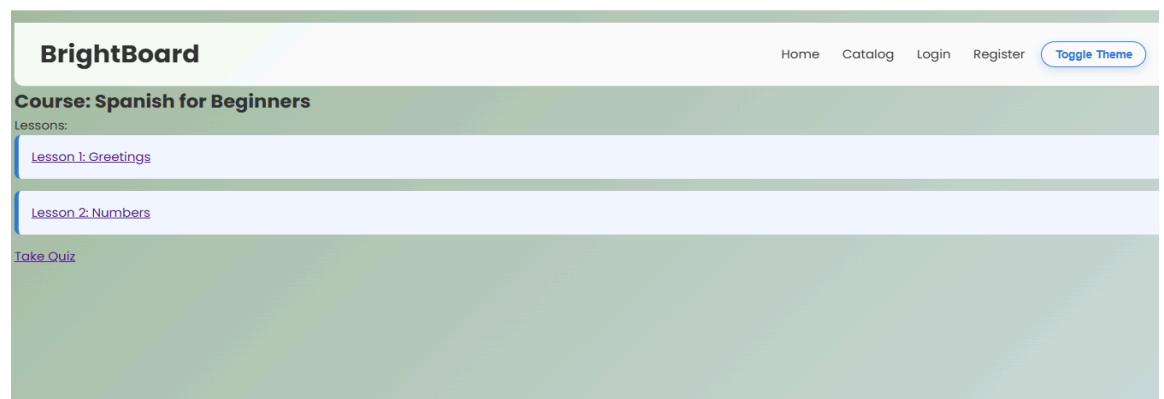 BrightBoard
Home Catalog Login Register Toggle Theme
Course: Spanish for Beginners
Lessons:
Lesson 1: Greetings
Lesson 2: Numbers
Take Quiz